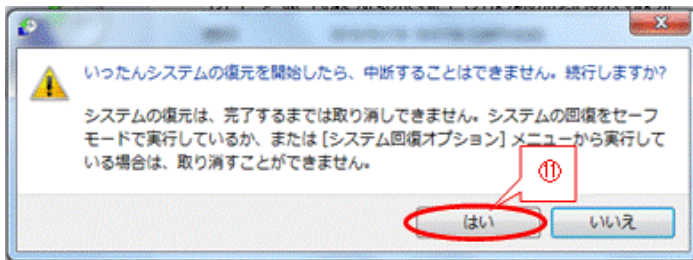 いったんシステムの復元を開始したら、中断することはできません。続行しますか?
システムの復元は、完了するまでは取り消しできません。システムの回復をセーフ
モードで実行しているか、または [システム回復オプション] メニューから実行して
いる場合は、取り消すことができません。
⑪
はい
いいえ